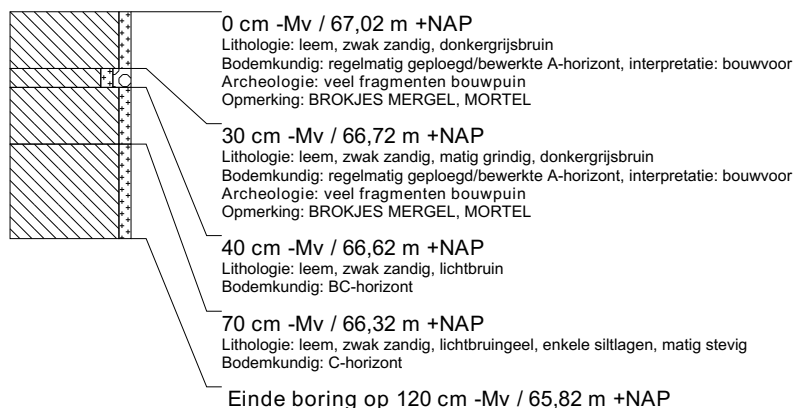 0 cm -Mv / 67,02 m +NAP
Lithologie: leem, zwak zandig, donkergrijsbruin
Bodemkundig: regelmatig geploegd/bewerkte A-horizont, interpretatie: bouwvoor
Archeologie: veel fragmenten bouwpuin
Opmerking: BROKJES MERGEL, MORTEL
30 cm -Mv / 66,72 m +NAP
Lithologie: leem, zwak zandig, matig grindig, donkergrijsbruin
Bodemkundig: regelmatig geploegd/bewerkte A-horizont, interpretatie: bouwvoor
Archeologie: veel fragmenten bouwpuin
Opmerking: BROKJES MERGEL, MORTEL
40 cm -Mv / 66,62 m +NAP
Lithologie: leem, zwak zandig, lichtbruin
Bodemkundig: BC-horizont
70 cm -Mv / 66,32 m +NAP
Lithologie: leem, zwak zandig, lichtbruingeel, enkele siltlagen, matig stevig
Bodemkundig: C-horizont
Einde boring op 120 cm -Mv / 65,82 m +NAP